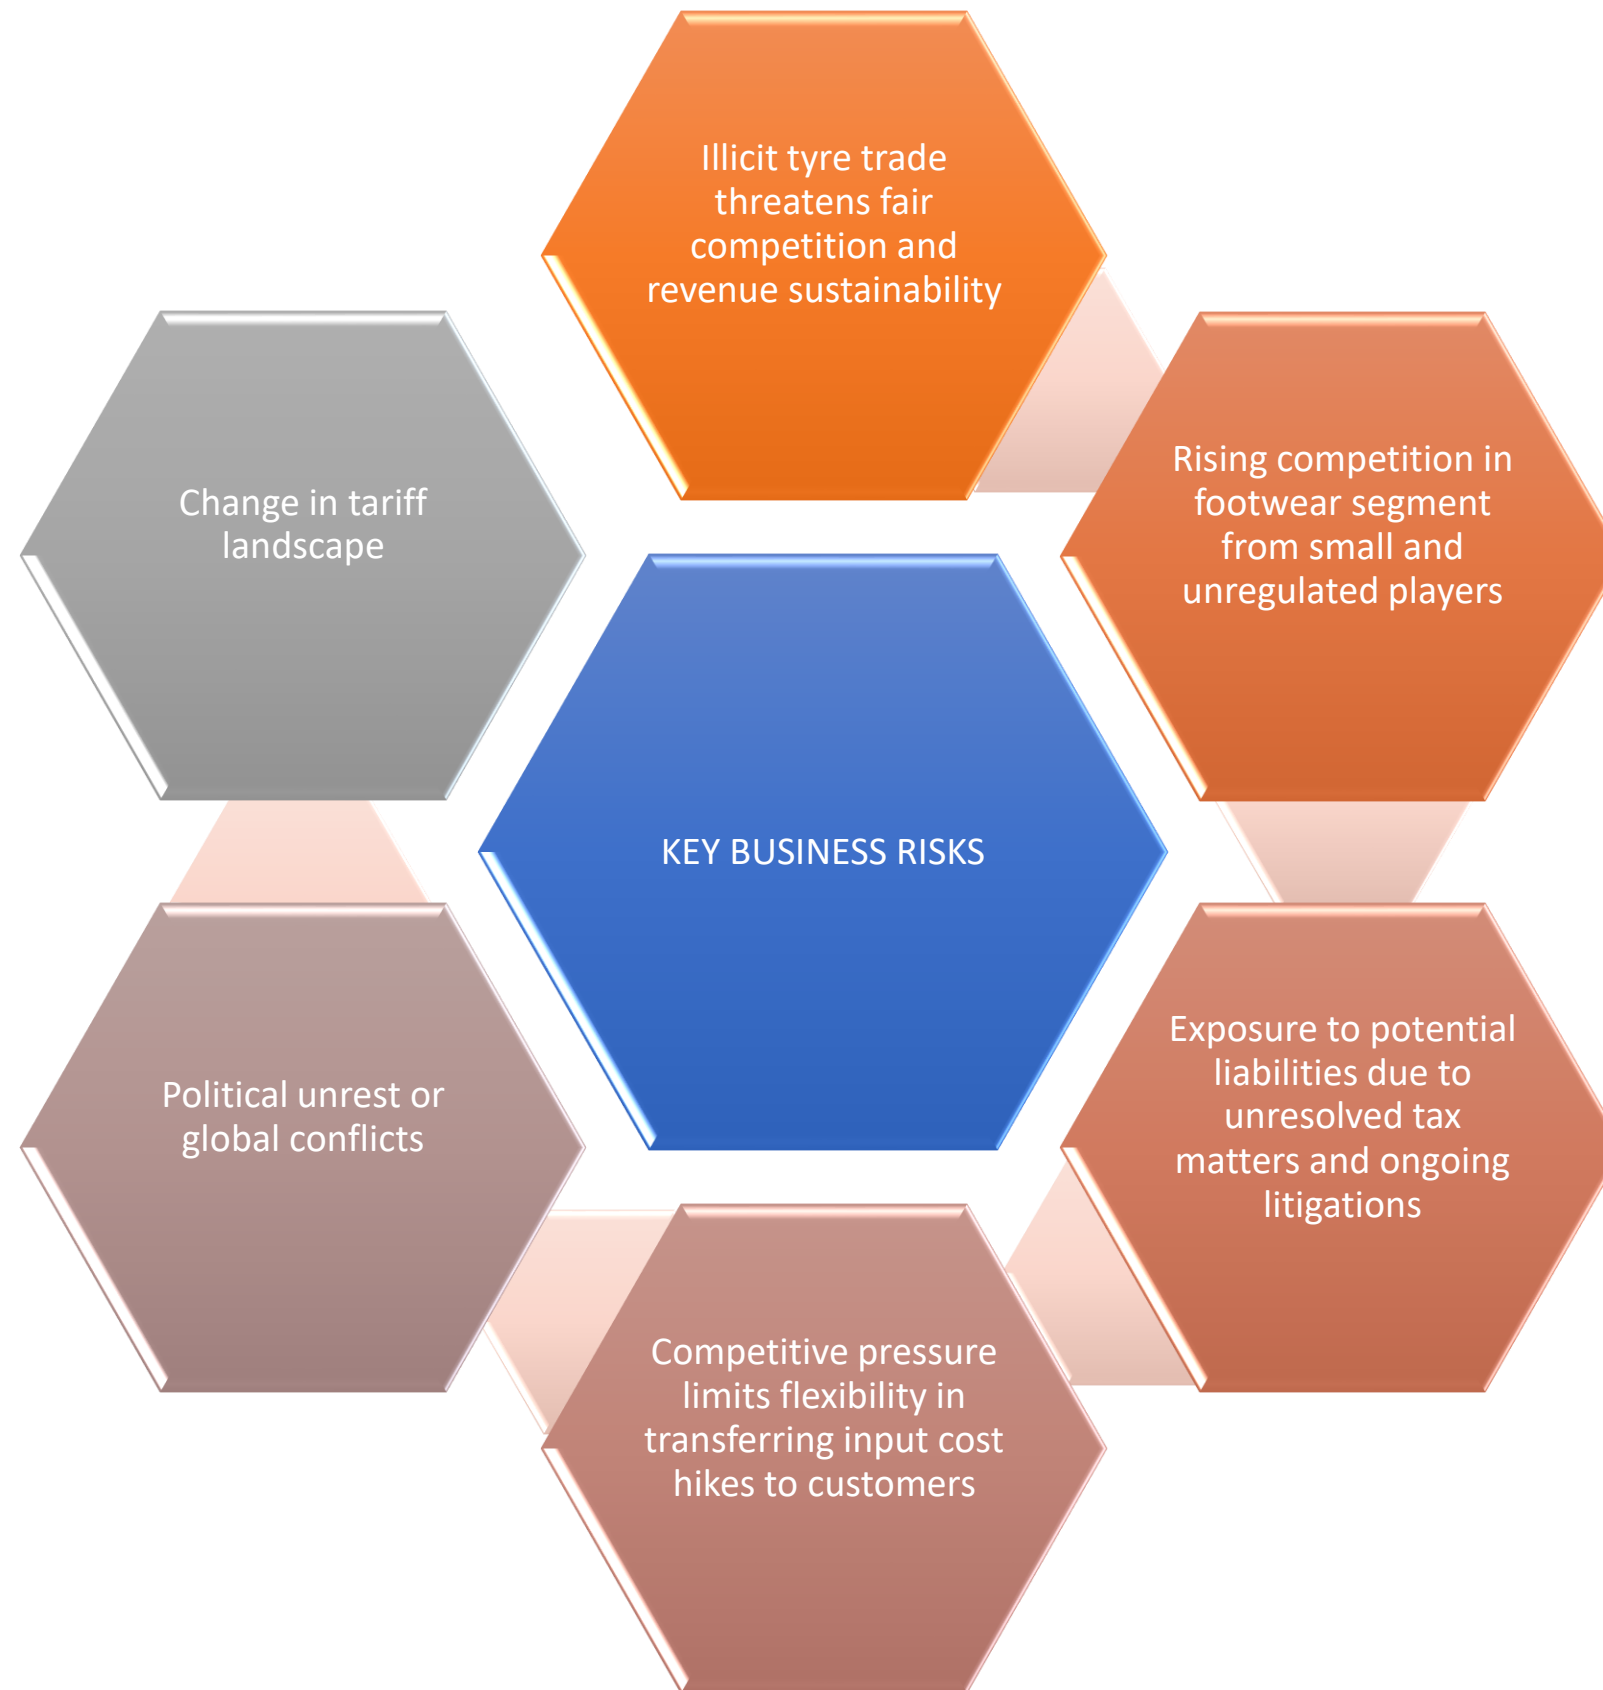 Illicit tyre trade
threatens fair
competition and
revenue sustainability
Rising competition in
footwear segment
from small and
unregulated players
Change in tariff
landscape
KEY BUSINESS RISKS
Exposure to potential
liabilities due to
unresolved tax
matters and ongoing
litigations
Political unrest or
global conflicts
Competitive pressure
limits flexibility in
transferring input cost
hikes to customers